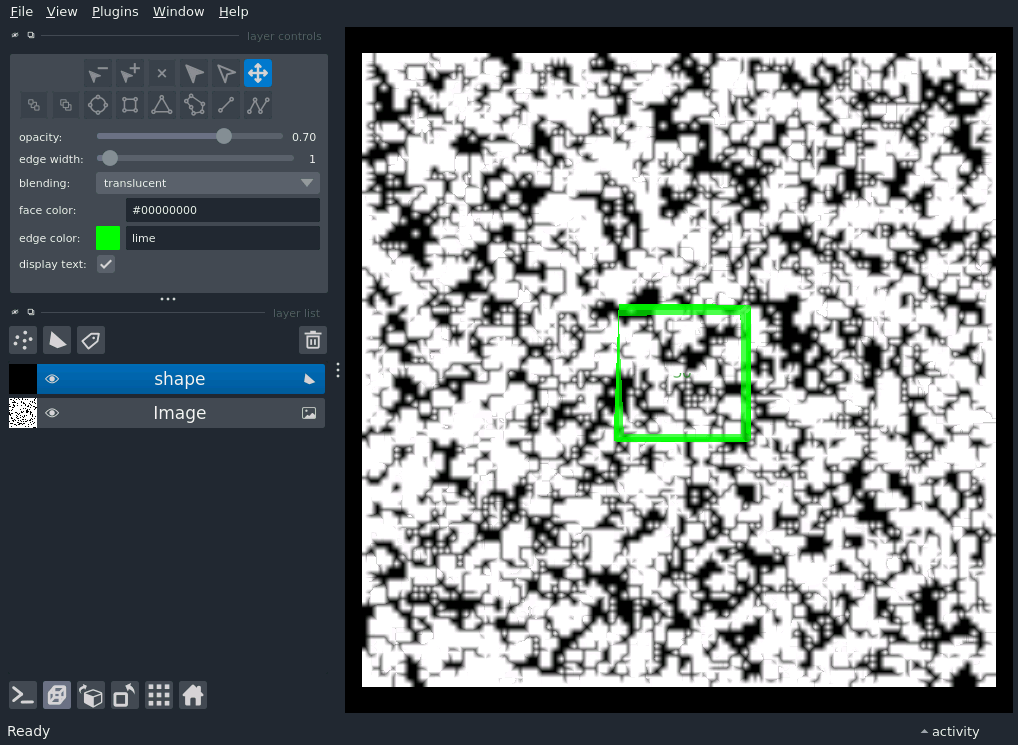 File View Plugins Window Help
layer controls
opacity: 0.70
edge width: 1
blending: translucent
face color: #00000000
edge color: lime
display text:
layer list
shape
Image
Ready
activity